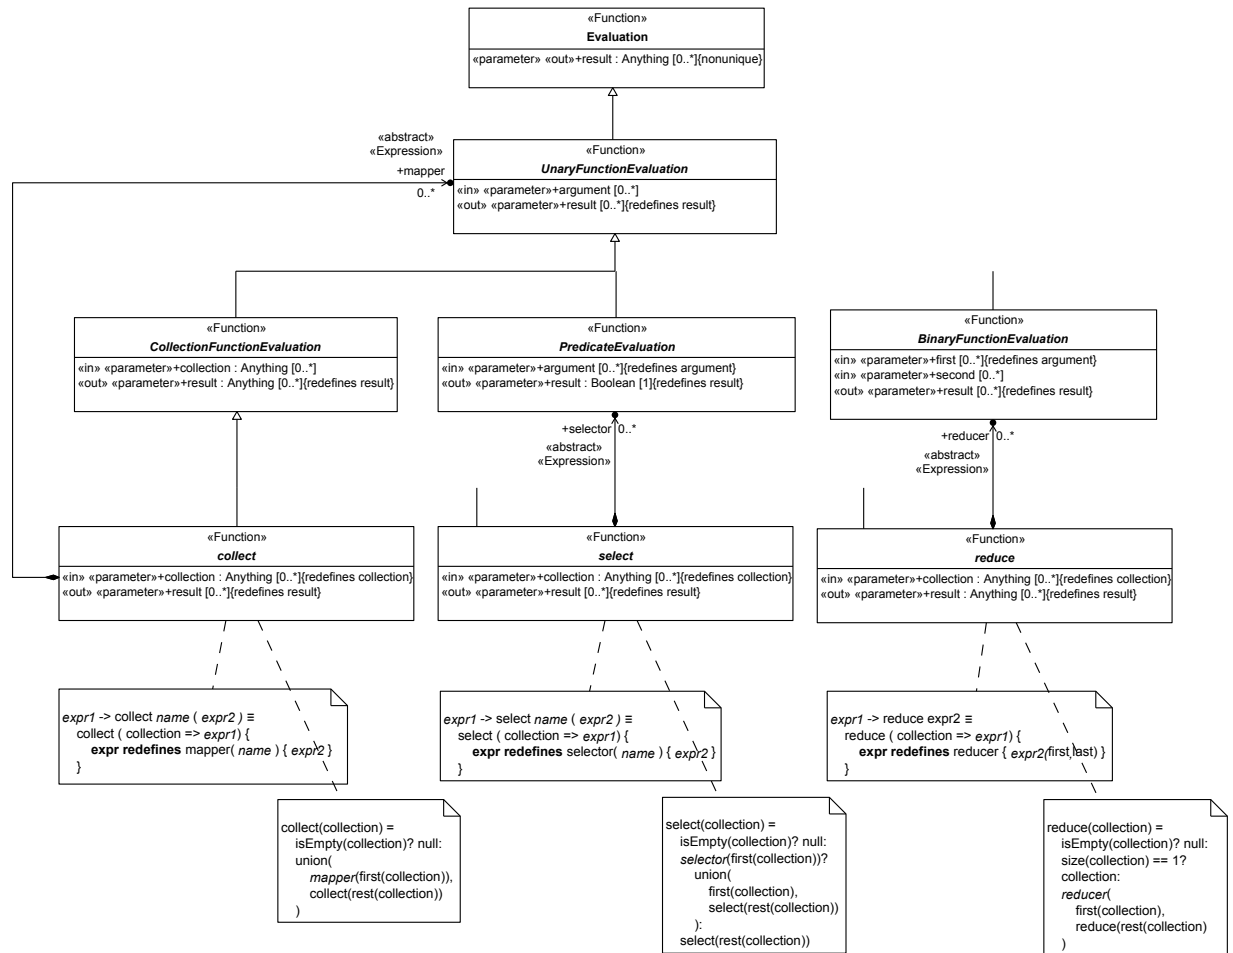 «Function»
Evaluation
«parameter» «out»+result : Anything [0..*]{nonunique}
«abstract»
«Expression»
+mapper
0..*
«Function»
UnaryFunctionEvaluation
«in» «parameter»+argument [0..*]
«out» «parameter»+result [0..*]{redefines result}
«Function»
CollectionFunctionEvaluation
«in» «parameter»+collection : Anything [0..*]
«out» «parameter»+result : Anything [0..*]{redefines result}
«Function»
PredicateEvaluation
«in» «parameter»+argument [0..*]{redefines argument}
«out» «parameter»+result : Boolean [1]{redefines result}
«Function»
BinaryFunctionEvaluation
«in» «parameter»+first [0..*]{redefines argument}
«in» «parameter»+second [0..*]
«out» «parameter»+result [0..*]{redefines result}
+selector 0..*
«abstract»
«Expression»
+reducer 0..*
«abstract»
«Expression»
«Function»
collect
«in» «parameter»+collection : Anything [0..*]{redefines collection}
«out» «parameter»+result [0..*]{redefines result}
«Function»
select
«in» «parameter»+collection : Anything [0..*]{redefines collection}
«out» «parameter»+result [0..*]{redefines result}
«Function»
reduce
«in» «parameter»+collection : Anything [0..*]{redefines collection}
«out» «parameter»+result : Anything [0..*]{redefines result}
expr1 -> collect name ( expr2 ) ≡
collect ( collection => expr1) {
expr redefines mapper( name ) { expr2 }
}
expr1 -> select name ( expr2 ) ≡
select ( collection => expr1) {
expr redefines selector( name ) { expr2 }
}
expr1 -> reduce expr2 ≡
reduce ( collection => expr1) {
expr redefines reducer { expr2(first,last) }
}
collect(collection) =
isEmpty(collection)? null:
union(
mapper(first(collection)),
collect(rest(collection))
)
select(collection) =
isEmpty(collection)? null:
selector(first(collection))?
union(
first(collection),
select(rest(collection))
):
select(rest(collection))
reduce(collection) =
isEmpty(collection)? null:
size(collection) == 1?
collection:
reducer(
first(collection),
reduce(rest(collection)
)